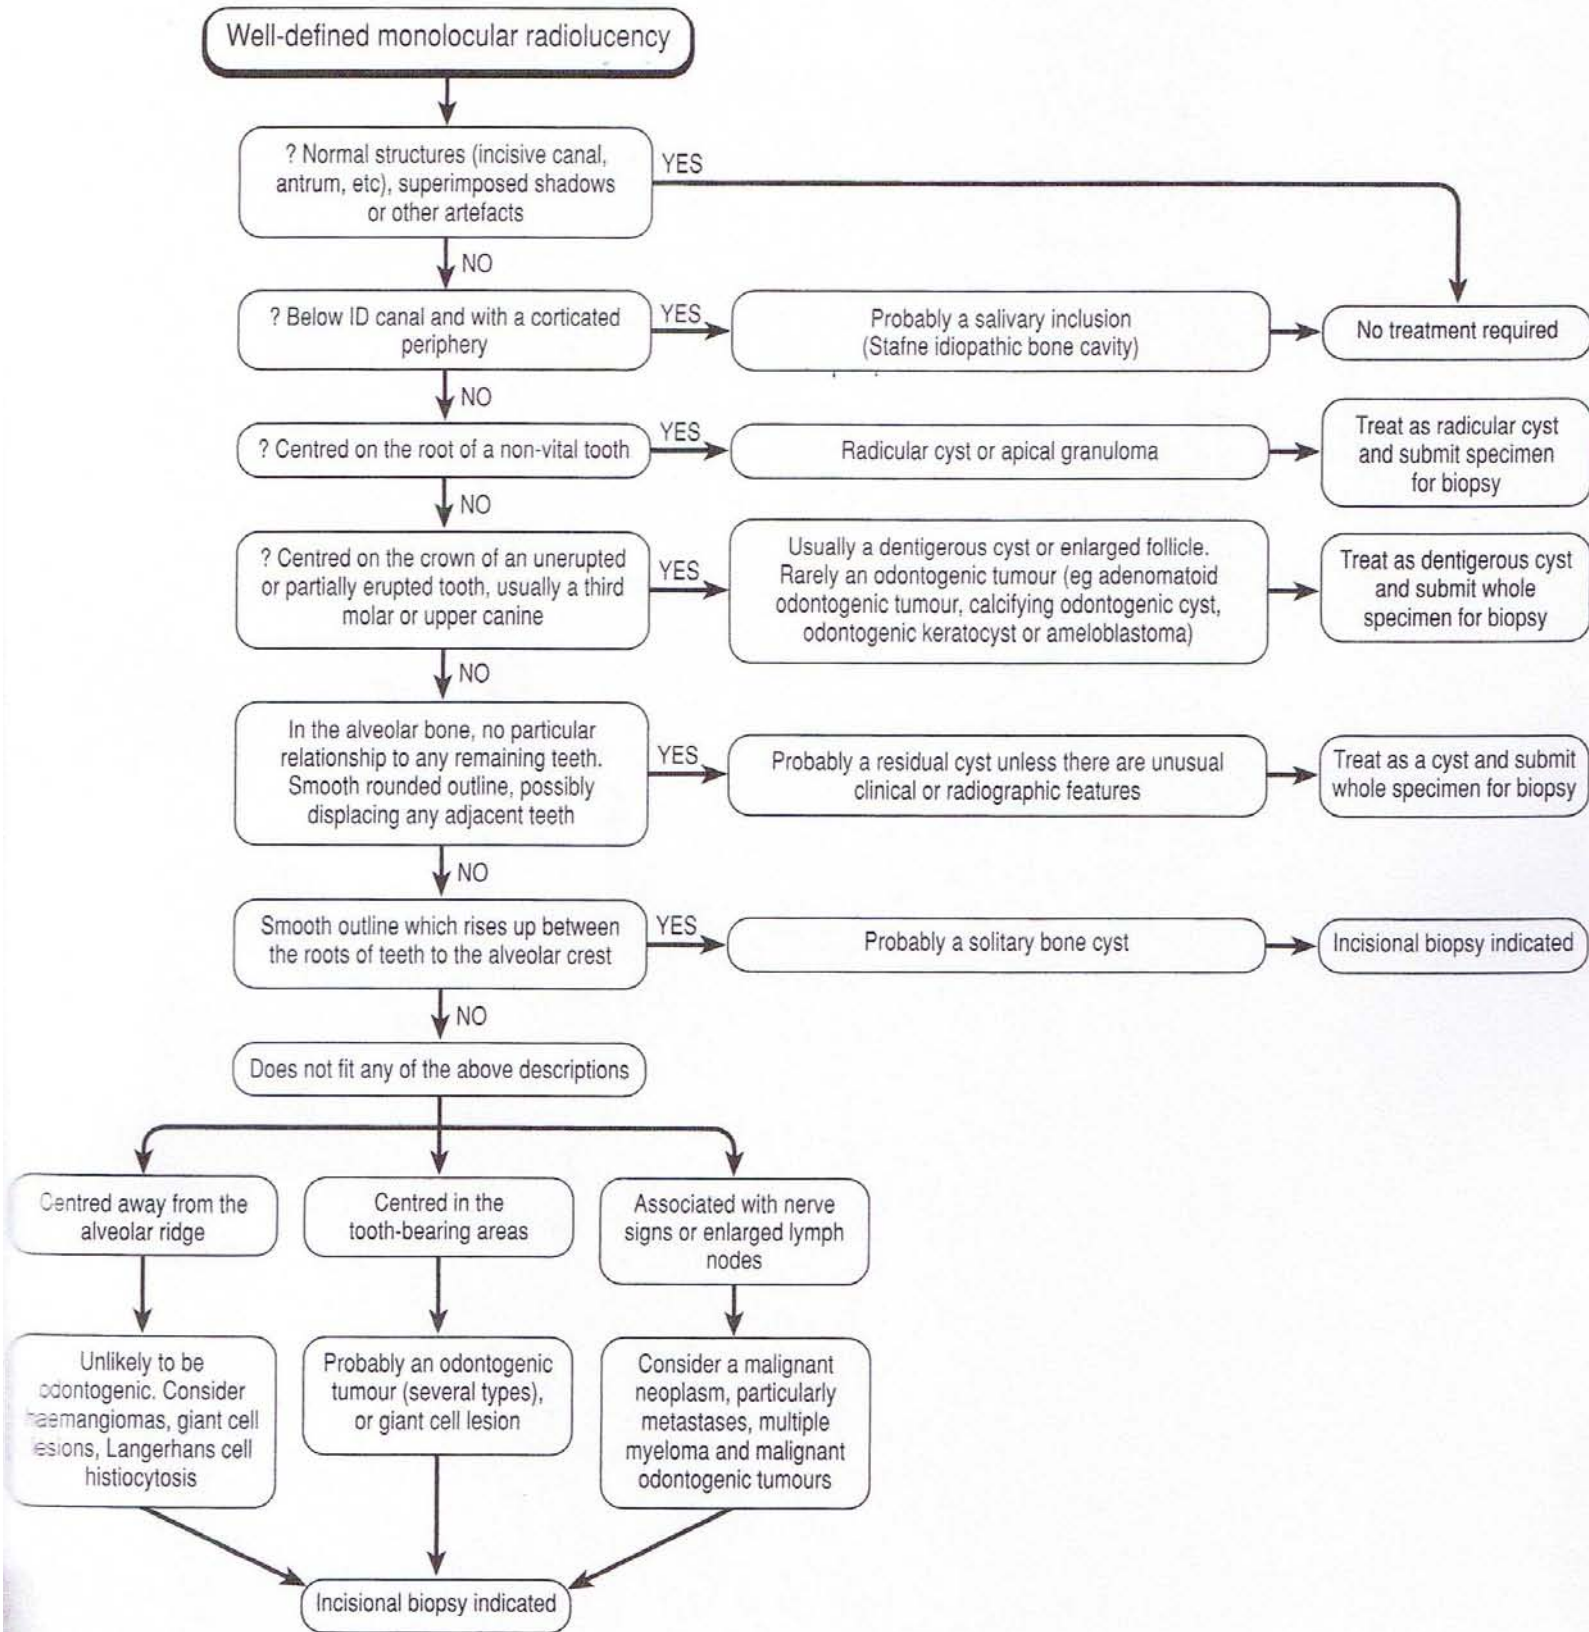 Well-defined monolocular radiolucency
? Normal structures (incisive canal,
antrum, etc), superimposed shadows
or other artefacts
YES
NO
? Below ID canal and with a corticated
periphery
YES
Probably a salivary inclusion
(Stafne idiopathic bone cavity)
No treatment required
NO
? Centred on the root of a non-vital tooth
YES
Radicular cyst or apical granuloma
Treat as radicular cyst
and submit specimen
for biopsy
NO
? Centred on the crown of an unerupted
or partially erupted tooth, usually a third
molar or upper canine
YES
Usually a dentigerous cyst or enlarged follicle.
Rarely an odontogenic tumour (eg adenomatoid
odontogenic tumour, calcifying odontogenic cyst,
odontogenic keratocyst or ameloblastoma)
Treat as dentigerous cyst
and submit whole
specimen for biopsy
NO
In the alveolar bone, no particular
relationship to any remaining teeth.
Smooth rounded outline, possibly
displacing any adjacent teeth
YES
Probably a residual cyst unless there are unusual
clinical or radiographic features
Treat as a cyst and submit
whole specimen for biopsy
NO
Smooth outline which rises up between
the roots of teeth to the alveolar crest
YES
Probably a solitary bone cyst
Incisional biopsy indicated
NO
Does not fit any of the above descriptions
Centred away from the
alveolar ridge
Centred in the
tooth-bearing areas
Associated with nerve
signs or enlarged lymph
nodes
Unlikely to be
odontogenic. Consider
haemangiomas, giant cell
lesions, Langerhans cell
histiocytosis
Probably an odontogenic
tumour (several types),
or giant cell lesion
Consider a malignant
neoplasm, particularly
metastases, multiple
myeloma and malignant
odontogenic tumours
Incisional biopsy indicated